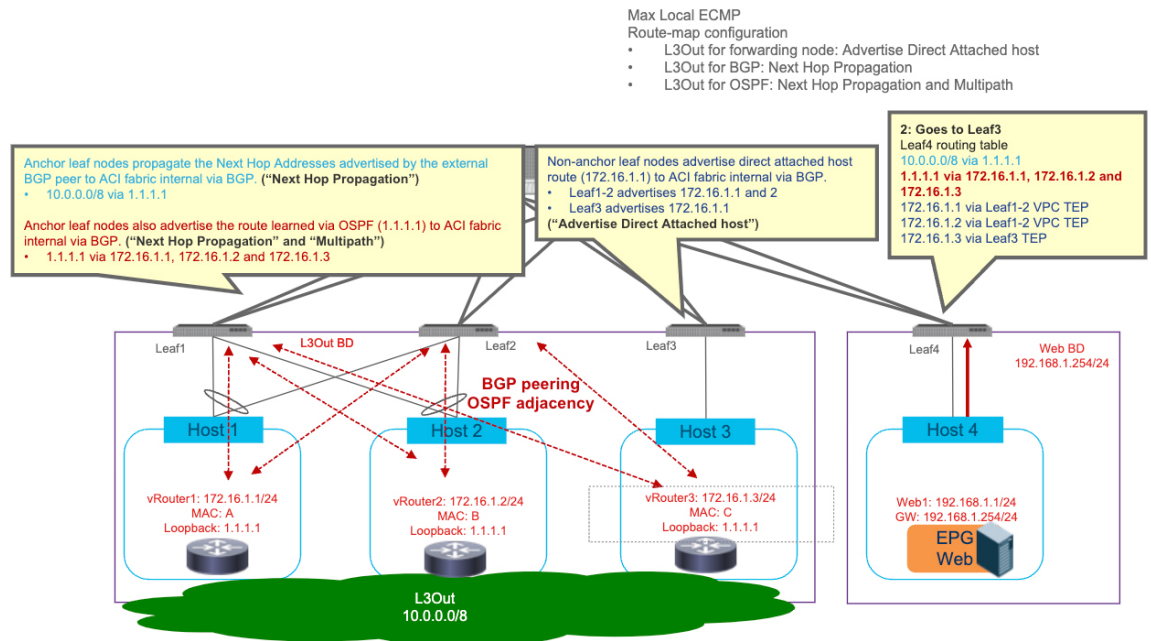 Max Local ECMP
Route-map configuration
• L3Out for forwarding node: Advertise Direct Attached host
• L3Out for BGP: Next Hop Propagation
• L3Out for OSPF: Next Hop Propagation and Multipath
Anchor leaf nodes propagate the Next Hop Addresses advertised by the external
BGP peer to ACI fabric internal via BGP. (“Next Hop Propagation”)
• 10.0.0.0/8 via 1.1.1.1
Anchor leaf nodes also advertise the route learned via OSPF (1.1.1.1) to ACI fabric
internal via BGP. (“Next Hop Propagation” and “Multipath”)
• 1.1.1.1 via 172.16.1.1, 172.16.1.2 and 172.16.1.3
Non-anchor leaf nodes advertise direct attached host
route (172.16.1.1) to ACI fabric internal via BGP.
• Leaf1-2 advertises 172.16.1.1 and 2
• Leaf3 advertises 172.16.1.1
(“Advertise Direct Attached host”)
2: Goes to Leaf3
Leaf4 routing table
10.0.0.0/8 via 1.1.1.1
1.1.1.1 via 172.16.1.1, 172.16.1.2 and
172.16.1.3
172.16.1.1 via Leaf1-2 VPC TEP
172.16.1.2 via Leaf1-2 VPC TEP
172.16.1.3 via Leaf3 TEP
Leaf1
L3Out BD
Leaf2
Leaf3
Leaf4
Web BD
192.168.1.254/24
BGP peering
OSPF adjacency
Host 1
Host 2
Host 3
Host 4
vRouter1: 172.16.1.1/24
MAC: A
Loopback: 1.1.1.1
vRouter2: 172.16.1.2/24
MAC: B
Loopback: 1.1.1.1
vRouter3: 172.16.1.3/24
MAC: C
Loopback: 1.1.1.1
Web1: 192.168.1.1/24
GW: 192.168.1.254/24
EPG
Web
L3Out
10.0.0.0/8